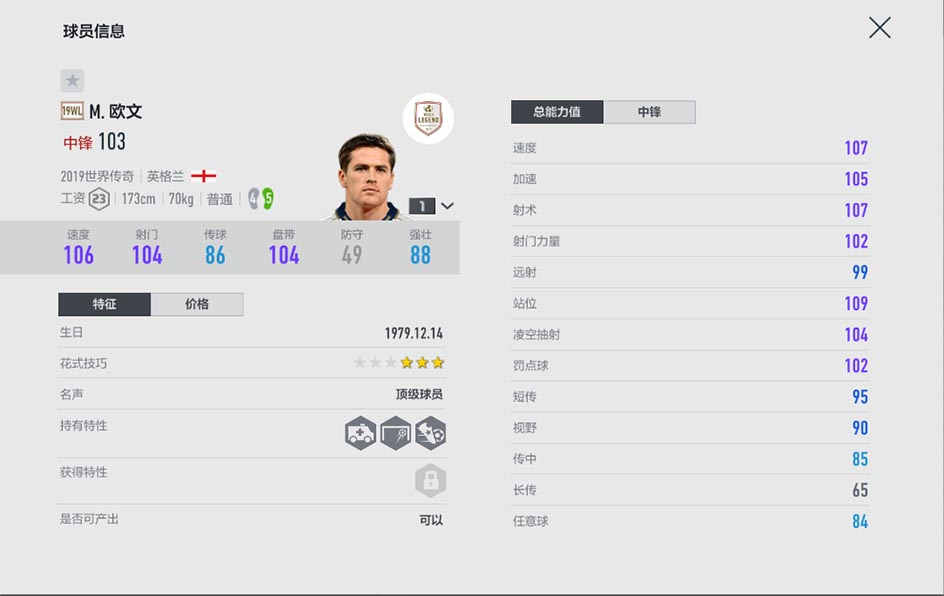 球员信息
19WL M. 欧文
LEGEND
中锋 103
2019世界传奇 英格兰
工资 23 173cm 70kg 普通 4 5
1
速度 射门 传球 盘带 防守 强壮
106 104 86 104 49 88
特征 价格
生日 1979.12.14
花式技巧
名声 顶级球员
持有特性
获得特性
是否可产出 可以
总能力值 中锋
速度 107
加速 105
射术 107
射门力量 102
远射 99
站位 109
凌空抽射 104
罚点球 102
短传 95
视野 90
传中 85
长传 65
任意球 84